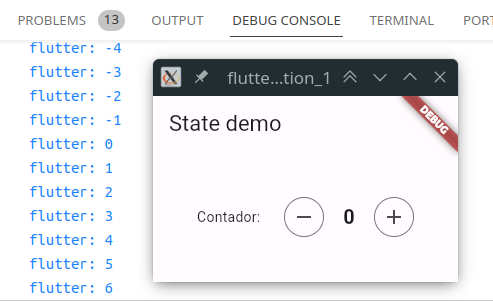 PROBLEMS 13 OUTPUT DEBUG CONSOLE TERMINAL PORT
flutter: -4
flutter: -3
flutter: -2
flutter: -1
flutter: 0
flutter: 1
flutter: 2
flutter: 3
flutter: 4
flutter: 5
flutter: 6
flutte...tion_1
DEBUG
State demo
Contador: − 0 +